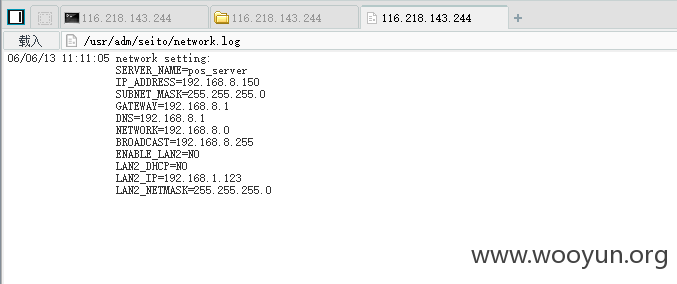 116.218.143.244 116.218.143.244 116.218.143.244
载入 /usr/adm/seito/network.log
06/06/13 11:11:05 network setting:
SERVER_NAME=pos_server
IP_ADDRESS=192.168.8.150
SUBNET_MASK=255.255.255.0
GATEWAY=192.168.8.1
DNS=192.168.8.1
NETWORK=192.168.8.0
BROADCAST=192.168.8.255
ENABLE_LAN2=NO
LAN2_DHCP=NO
LAN2_IP=192.168.1.123
LAN2_NETMASK=255.255.255.0
www.wooyun.org